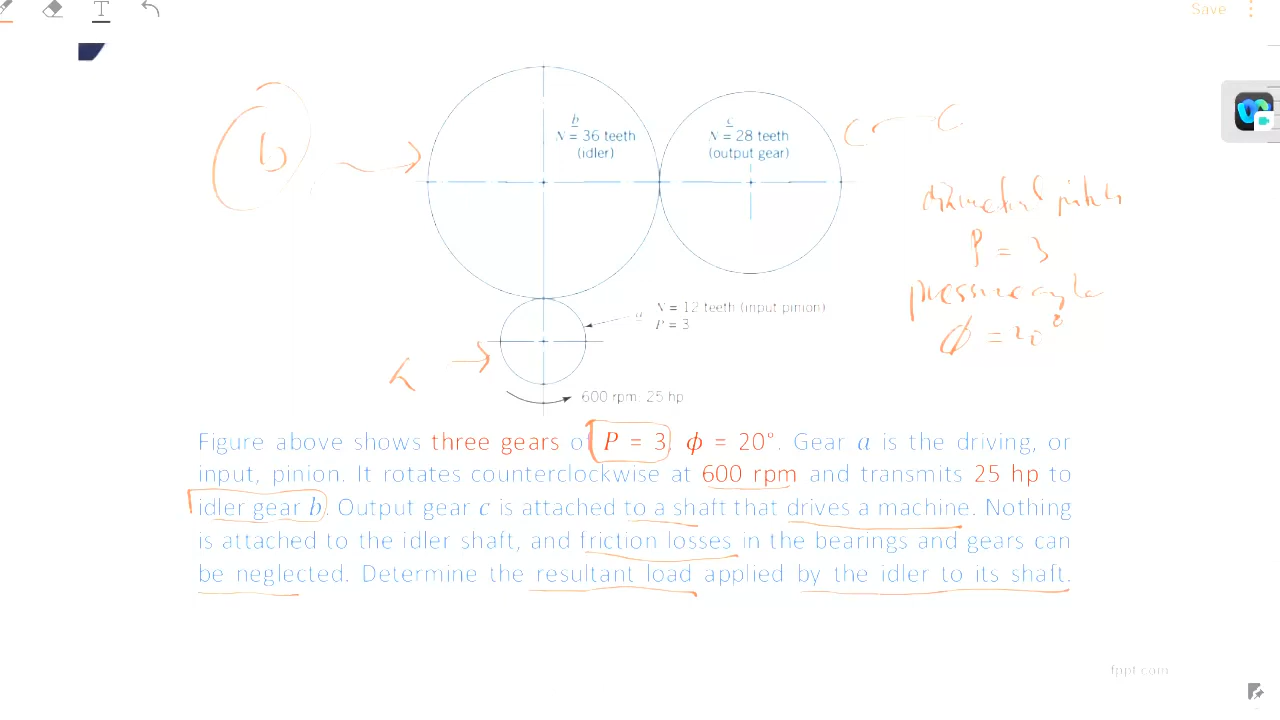 Save
b
N = 36 teeth
(idler)
c
N = 28 teeth
(output gear)
b
c
diametral pitch
P = 3
pressure angle
ϕ = 20°
a
N = 12 teeth (input pinion)
P = 3
600 rpm; 25 hp
Figure above shows three gears of P = 3, ϕ = 20°. Gear a is the driving, or
input, pinion. It rotates counterclockwise at 600 rpm and transmits 25 hp to
idler gear b. Output gear c is attached to a shaft that drives a machine. Nothing
is attached to the idler shaft, and friction losses in the bearings and gears can
be neglected. Determine the resultant load applied by the idler to its shaft.
fppt.com